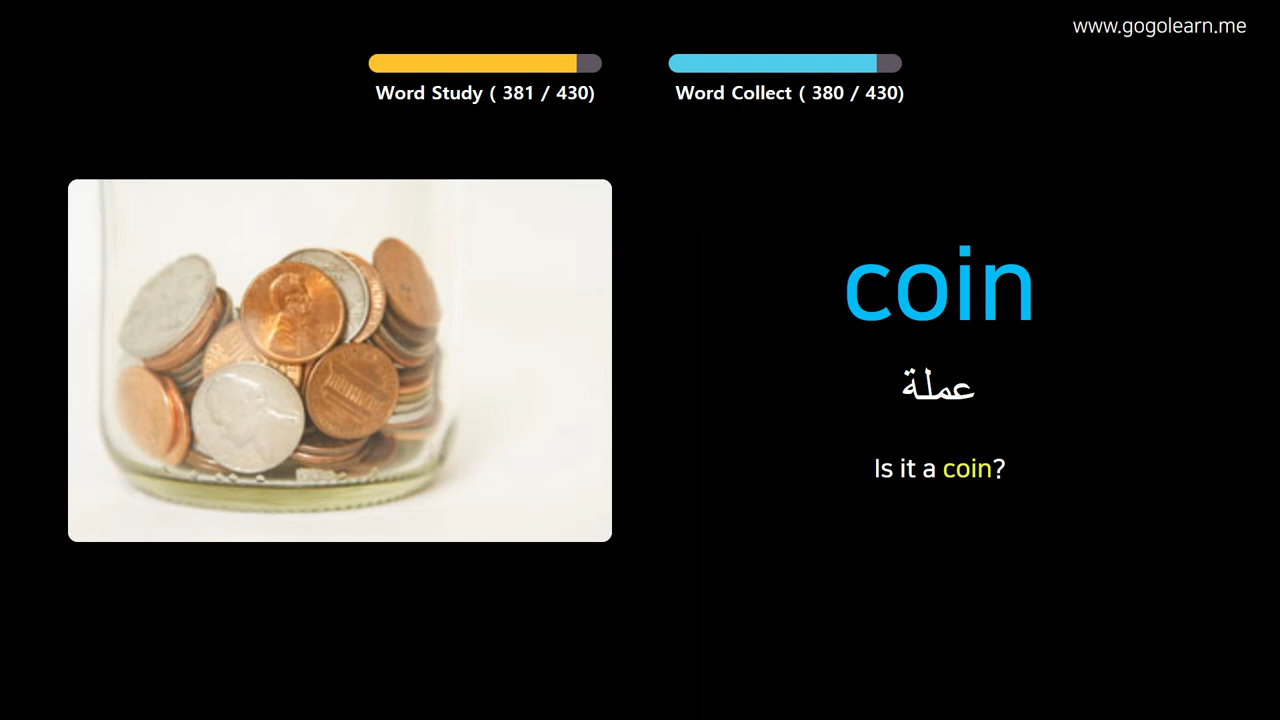 www.gogolearn.me
Word Study ( 381 / 430)
Word Collect ( 380 / 430)
coin
عملة
Is it a coin?